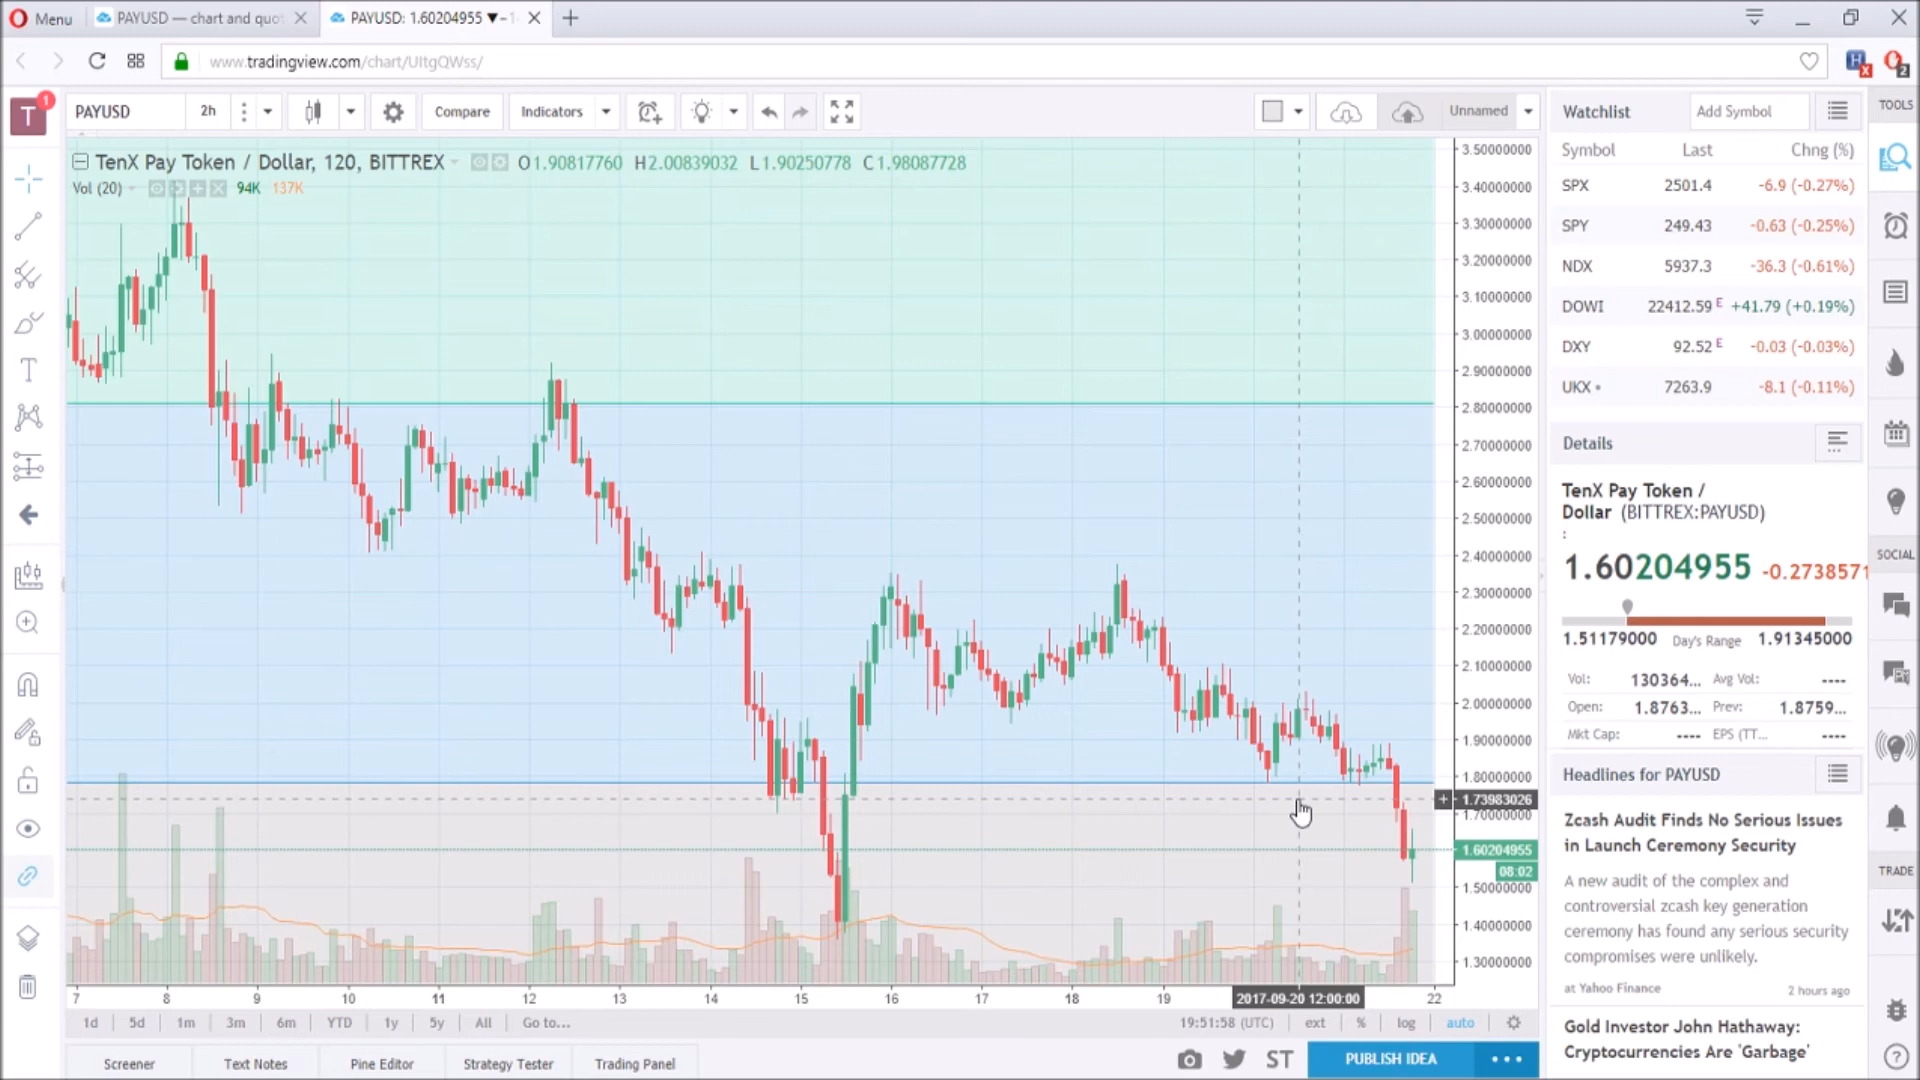 Menu
PAYUSD — chart and quot
PAYUSD: 1.60204955 ▼ −1
www.tradingview.com/chart/UItgQWss/
H
x
2
T
1
PAYUSD
2h
Compare
Indicators
Unnamed
Watchlist
Add Symbol
TOOLS
TenX Pay Token / Dollar, 120, BITTREX
O1.90817760 H2.00839032 L1.90250778 C1.98087728
Vol (20) 94K 137K
3.50000000
3.40000000
3.30000000
3.20000000
3.10000000
3.00000000
2.90000000
2.80000000
2.70000000
2.60000000
2.50000000
2.40000000
2.30000000
2.20000000
2.10000000
2.00000000
1.90000000
1.80000000
1.73983026
1.70000000
1.60204955
08:02
1.50000000
1.40000000
1.30000000
7 8 9 10 11 12 13 14 15 16 17 18 19 2017-09-20 12:00:00 22
1d 5d 1m 3m 6m YTD 1y 5y All Go to...
19:51:58 (UTC) ext % log auto
Screener Text Notes Pine Editor Strategy Tester Trading Panel
ST
PUBLISH IDEA
Symbol Last Chng (%)
SPX 2501.4 -6.9 (-0.27%)
SPY 249.43 -0.63 (-0.25%)
NDX 5937.3 -36.3 (-0.61%)
DOWI 22412.59 E +41.79 (+0.19%)
DXY 92.52 E -0.03 (-0.03%)
UKX 7263.9 -8.1 (-0.11%)
Details
TenX Pay Token /
Dollar (BITTREX:PAYUSD)
:
1.60204955 -0.2738571
1.51179000 Day's Range 1.91345000
Vol: 130364... Avg Vol: ----
Open: 1.8763... Prev: 1.8759...
Mkt Cap: ---- EPS (TT... ----
Headlines for PAYUSD
Zcash Audit Finds No Serious Issues
in Launch Ceremony Security
A new audit of the complex and
controversial zcash key generation
ceremony has found any serious security
compromises were unlikely.
at Yahoo Finance 2 hours ago
Gold Investor John Hathaway:
Cryptocurrencies Are 'Garbage'
SOCIAL
TRADE